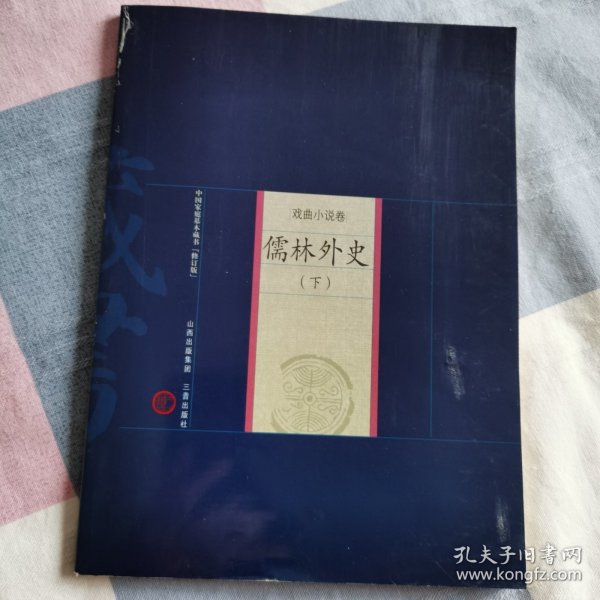 戏曲小说卷
儒林外史
（下）
中国家庭基本藏书「修订版」
山西出版集团 三晋出版社
藏书
孔夫子旧书网
www.kongfz.com